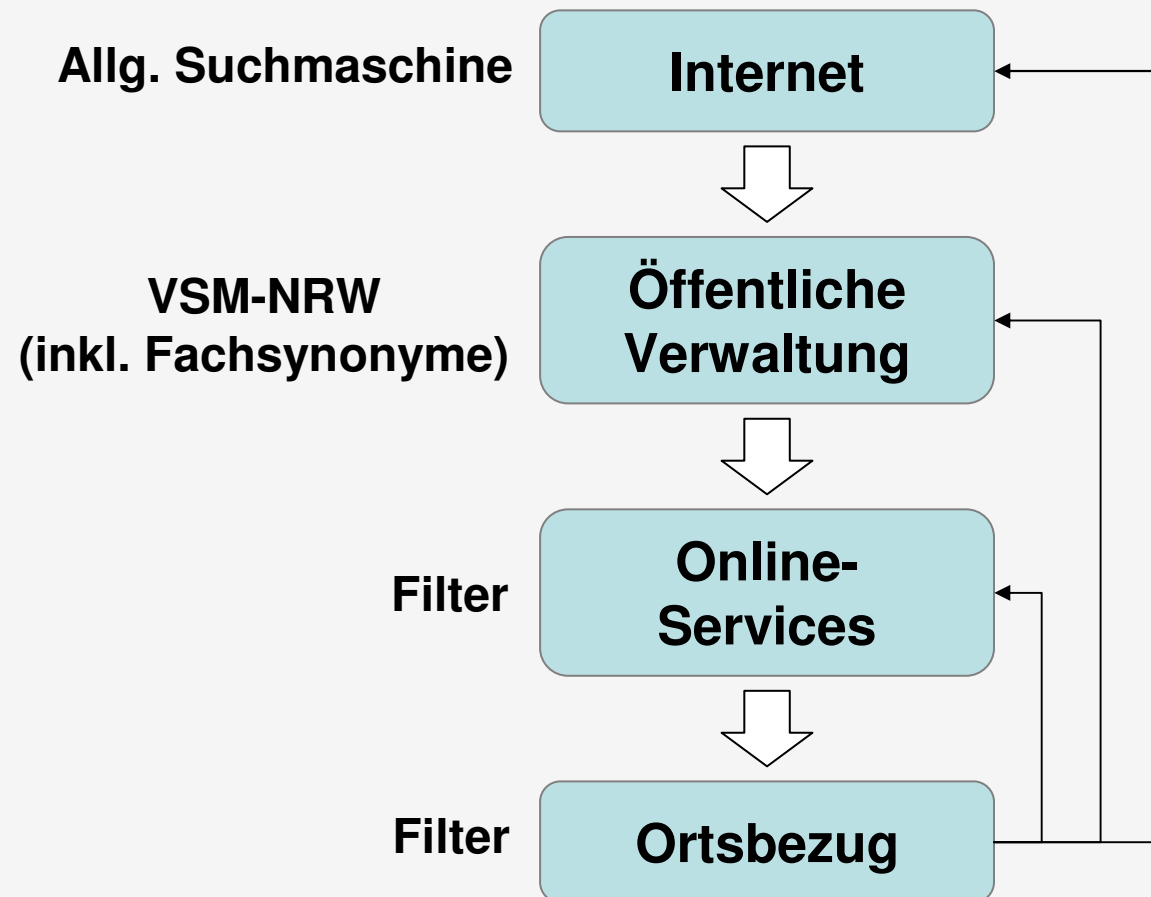 Allg. Suchmaschine
Internet
VSM-NRW
(inkl. Fachsynonyme)
Öffentliche
Verwaltung
Filter
Online-
Services
Filter
Ortsbezug